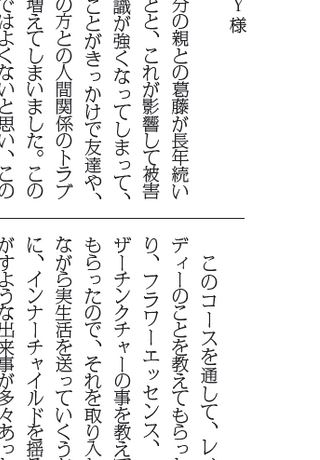 Y様
分の親との葛藤が長年続い
とと、これが影響して被害
識が強くなってしまって、
ことがきっかけで友達や、
の方との人間関係のトラブ
増えてしまいました。この
ではよくないと思い、この
このコースを通して、レ
ディーのことを教えてもらっ
り、フラワーエッセンス、
ザーチンクチャーの事を教え
もらったので、それを取り入
ながら実生活を送っていくう
に、インナーチャイルドを揺
がすような出来事が多々あっ